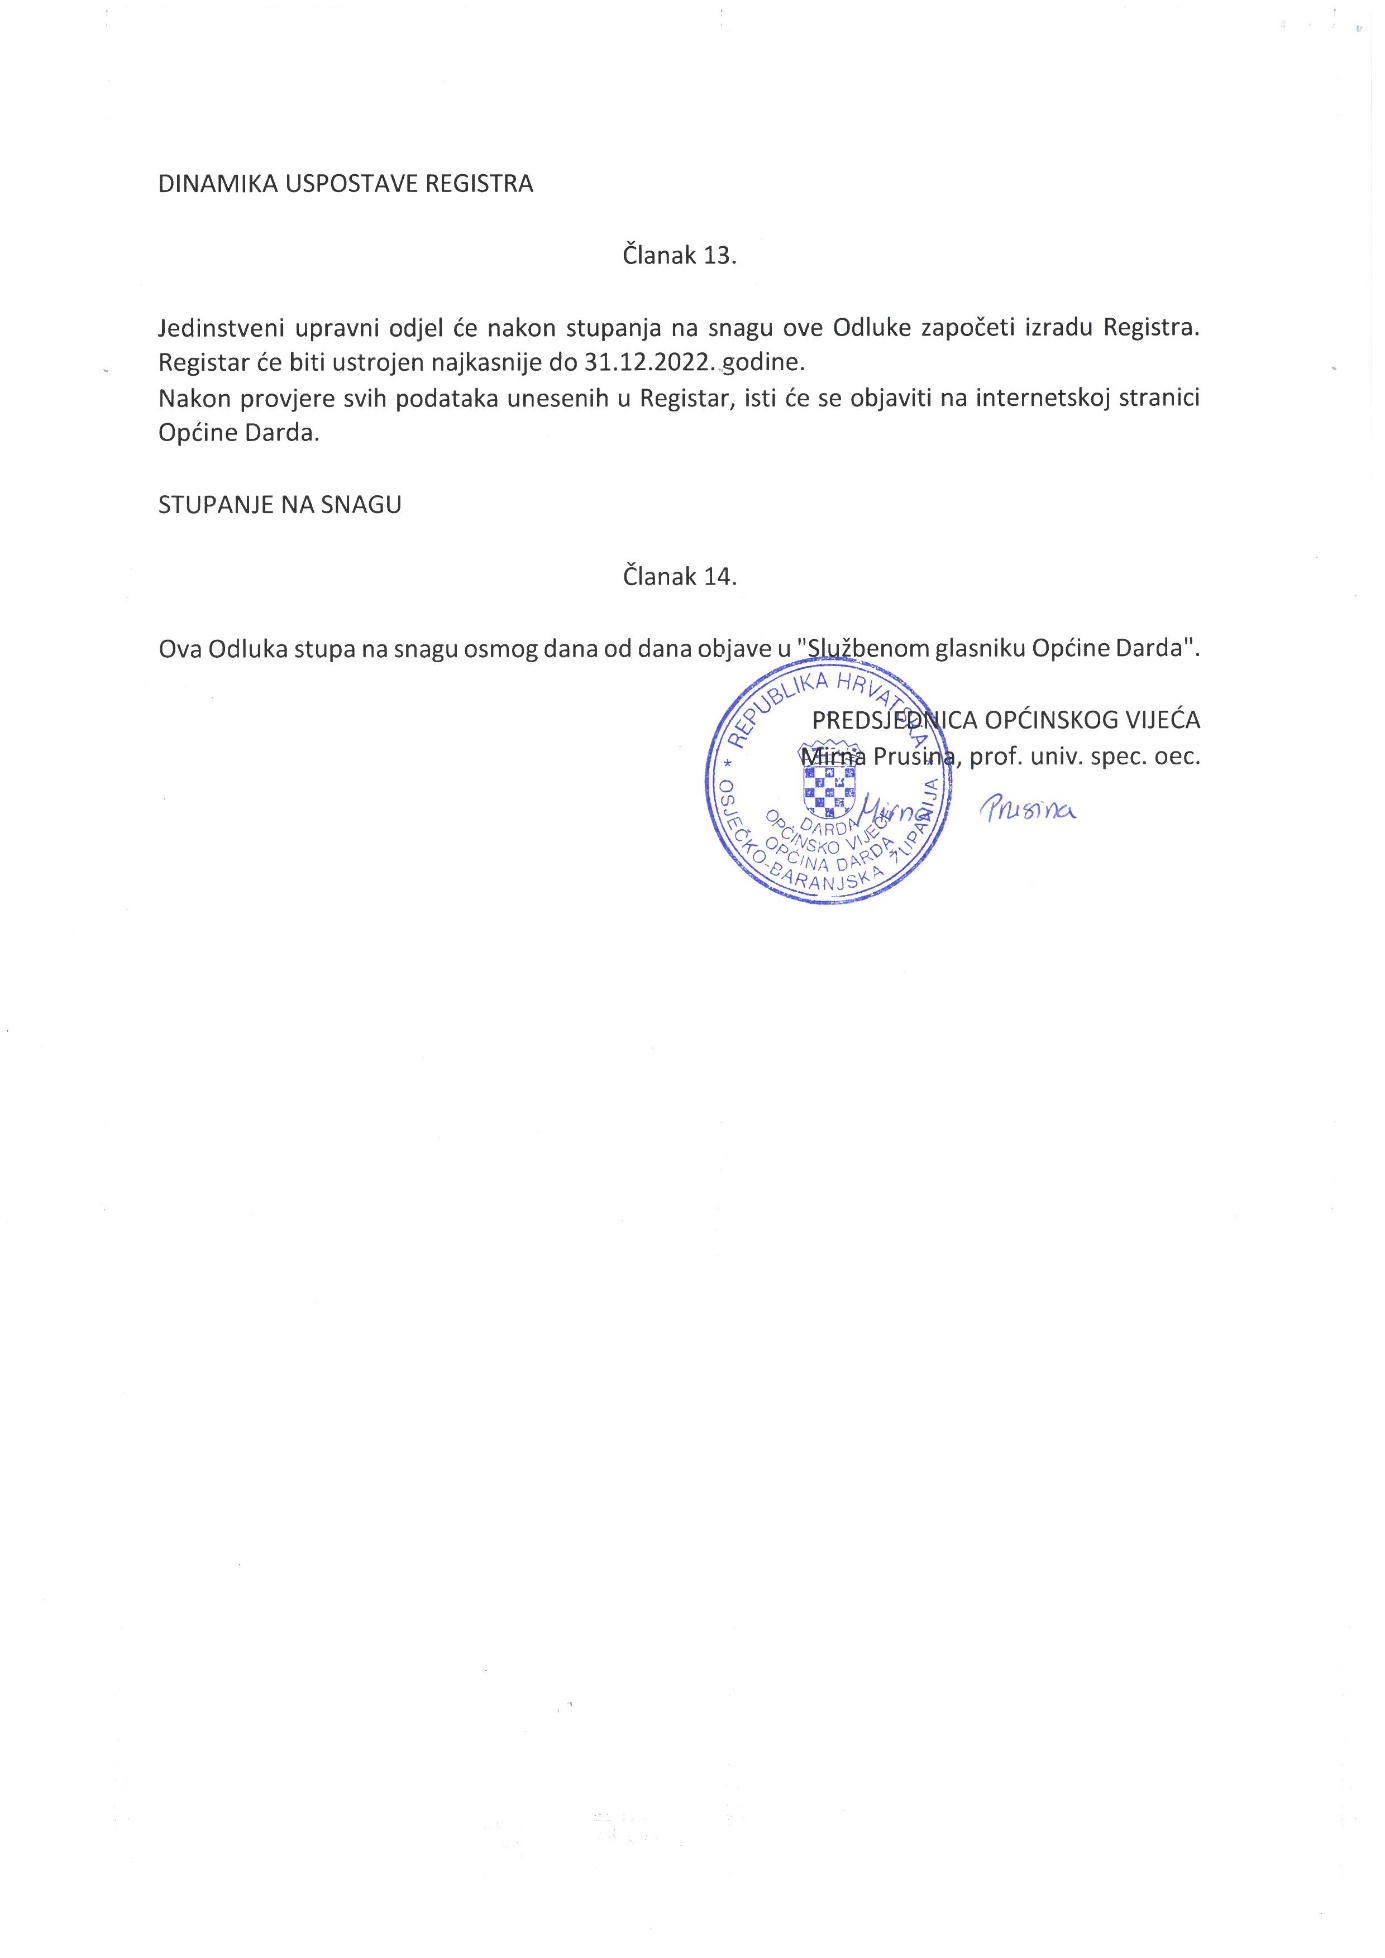 DINAMIKA USPOSTAVE REGISTRA
Članak 13.
Jedinstveni upravni odjel će nakon stupanja na snagu ove Odluke započeti izradu Registra.
Registar će biti ustrojen najkasnije do 31.12.2022. godine.
Nakon provjere svih podataka unesenih u Registar, isti će se objaviti na internetskoj stranici
Općine Darda.
STUPANJE NA SNAGU
Članak 14.
Ova Odluka stupa na snagu osmog dana od dana objave u "Službenom glasniku Općine Darda".
PREDSJEDNICA OPĆINSKOG VIJEĆA
Mirna Prusina, prof. univ. spec. oec.
Mirna Prusina
* REPUBLIKA HRVATSKA *
OSJEČKO-BARANJSKA ŽUPANIJA
DARDA
OPĆINSKO VIJEĆE
OPĆINA DARDA